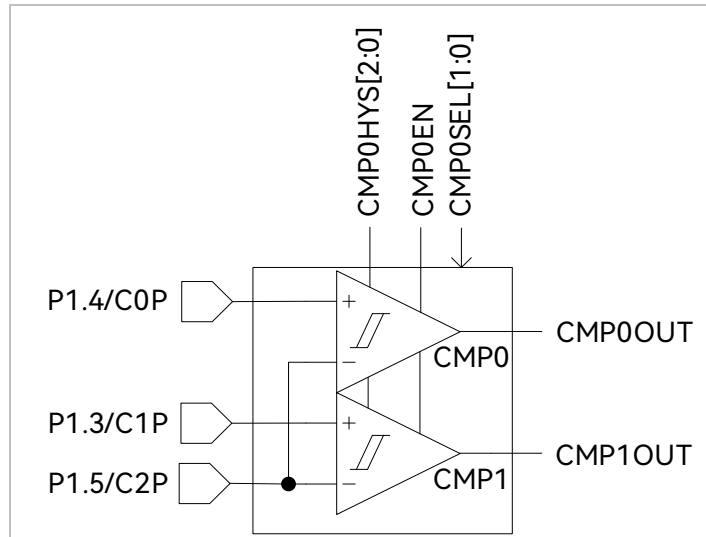 CMP0HYS[2:0]
CMP0EN
CMP0SEL[1:0]
P1.4/C0P
+
−
CMP0
CMP0OUT
P1.3/C1P
+
P1.5/C2P
−
CMP1
CMP1OUT